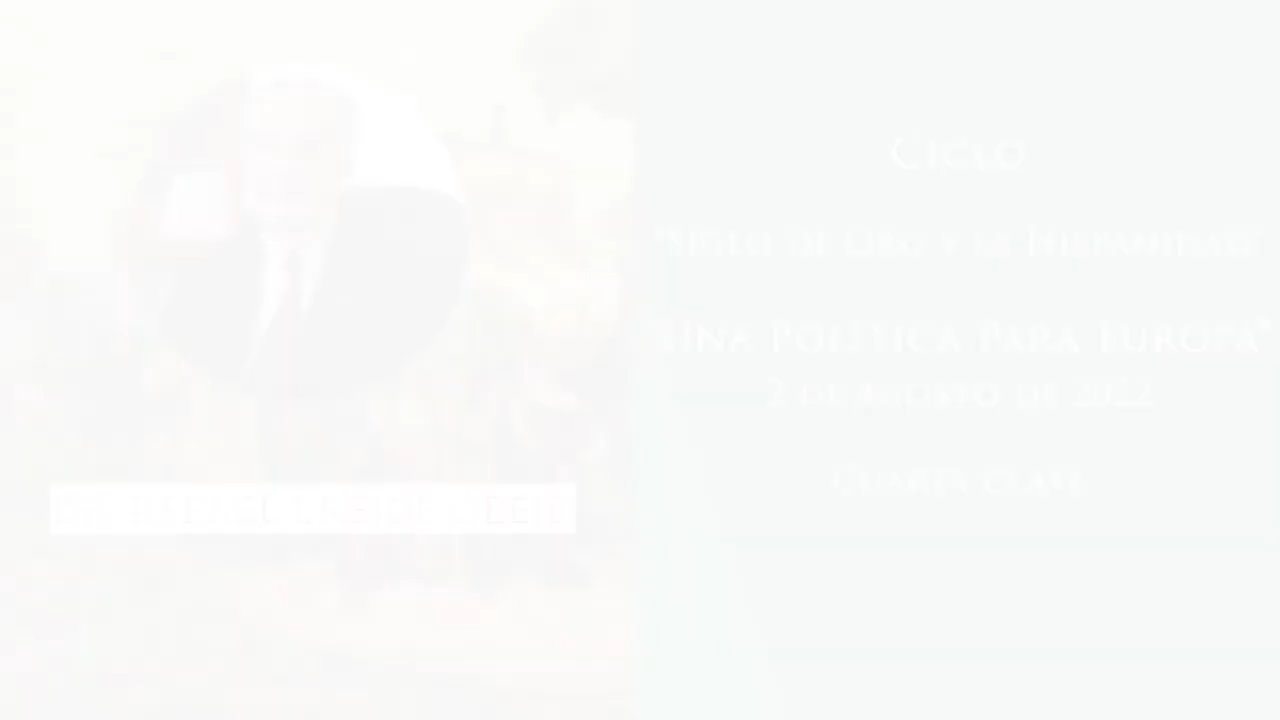 Ciclo
"Siglo de Oro y la Hispanidad"
"Una Política Para Europa"
2 de agosto de 2022
Cuarta Clase